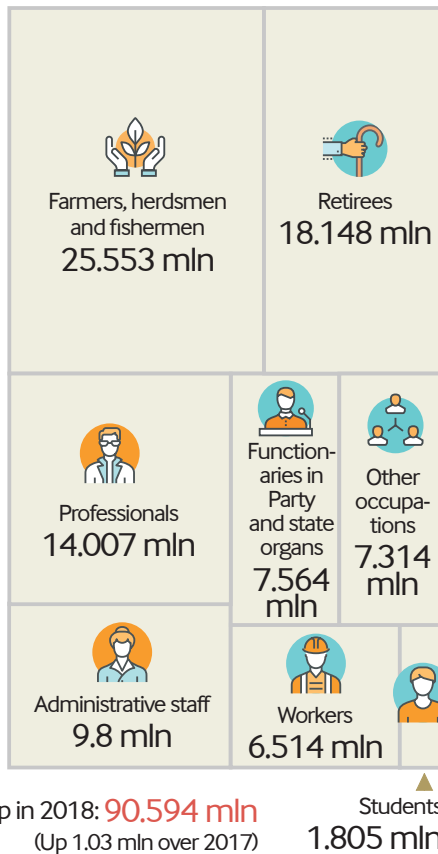 Farmers, herdsmen
and fishermen
25.553 mln
Retirees
18.148 mln
Professionals
14.007 mln
Function-
aries in
Party
and state
organs
7.564
mln
Other
occupa-
tions
7.314
mln
Administrative staff
9.8 mln
Workers
6.514 mln
in 2018: 90.594 mln
(Up 1.03 mln over 2017)
Students
1.805 mln